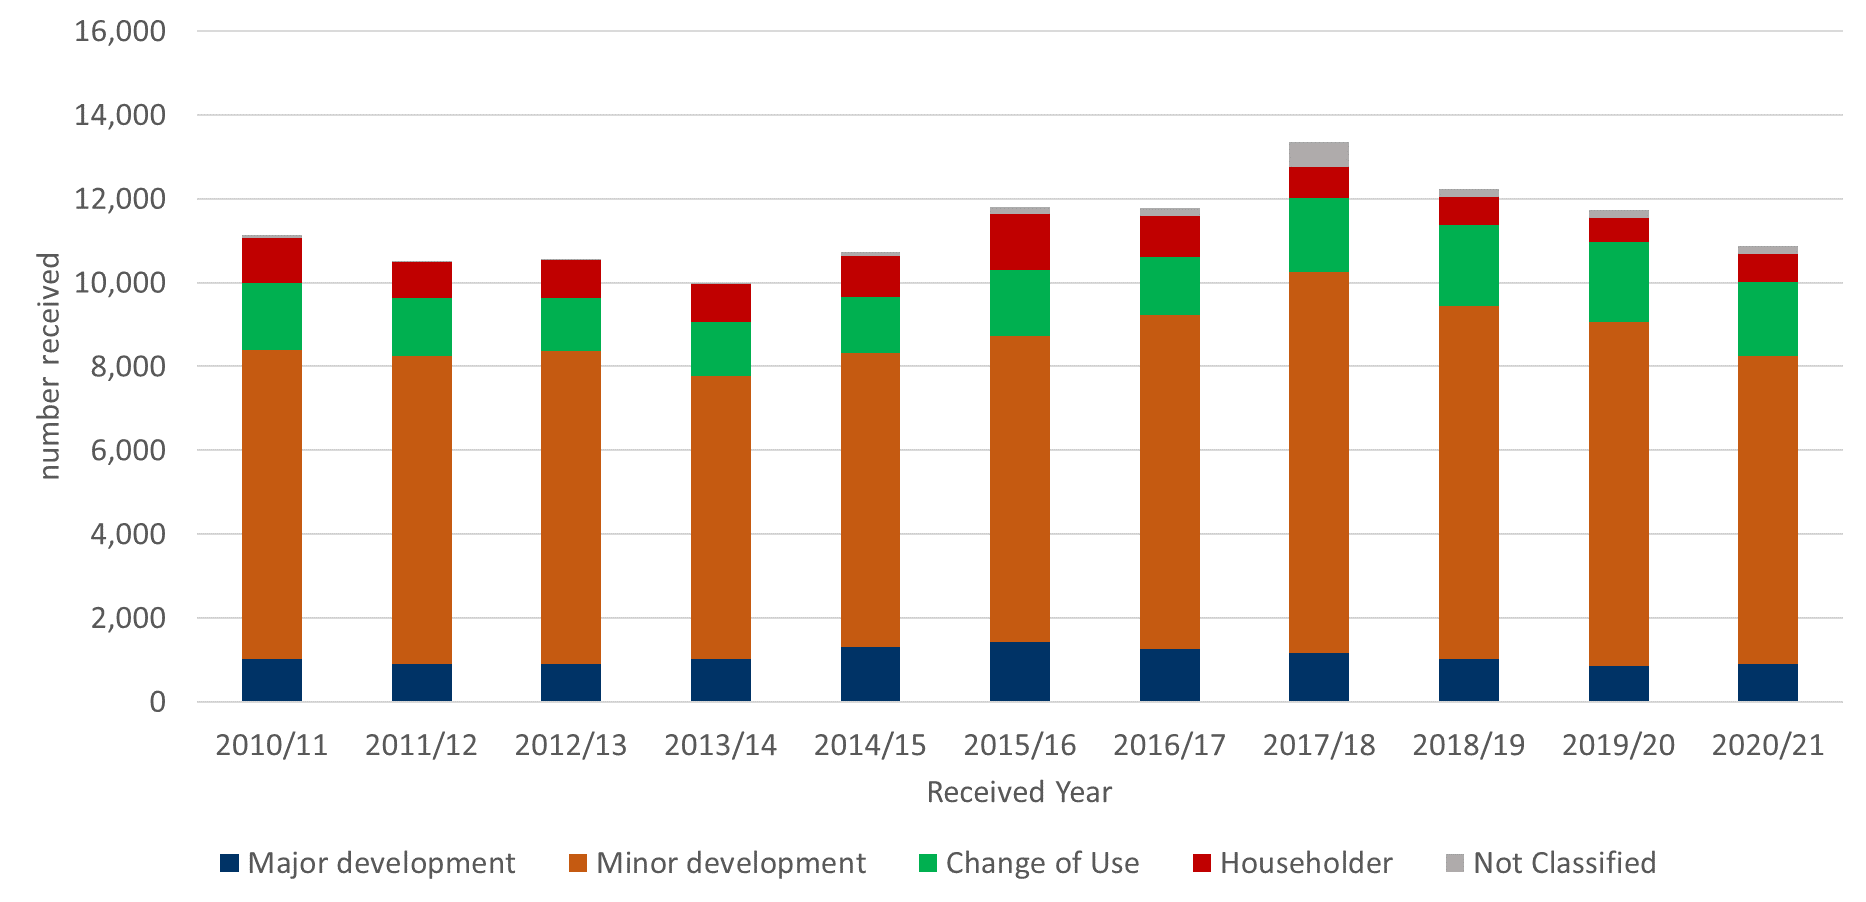 16,000
14,000
12,000
10,000
8,000
6,000
4,000
2,000
0
number received
2010/11 2011/12 2012/13 2013/14 2014/15 2015/16 2016/17 2017/18 2018/19 2019/20 2020/21
Received Year
Major development Minor development Change of Use Householder Not Classified